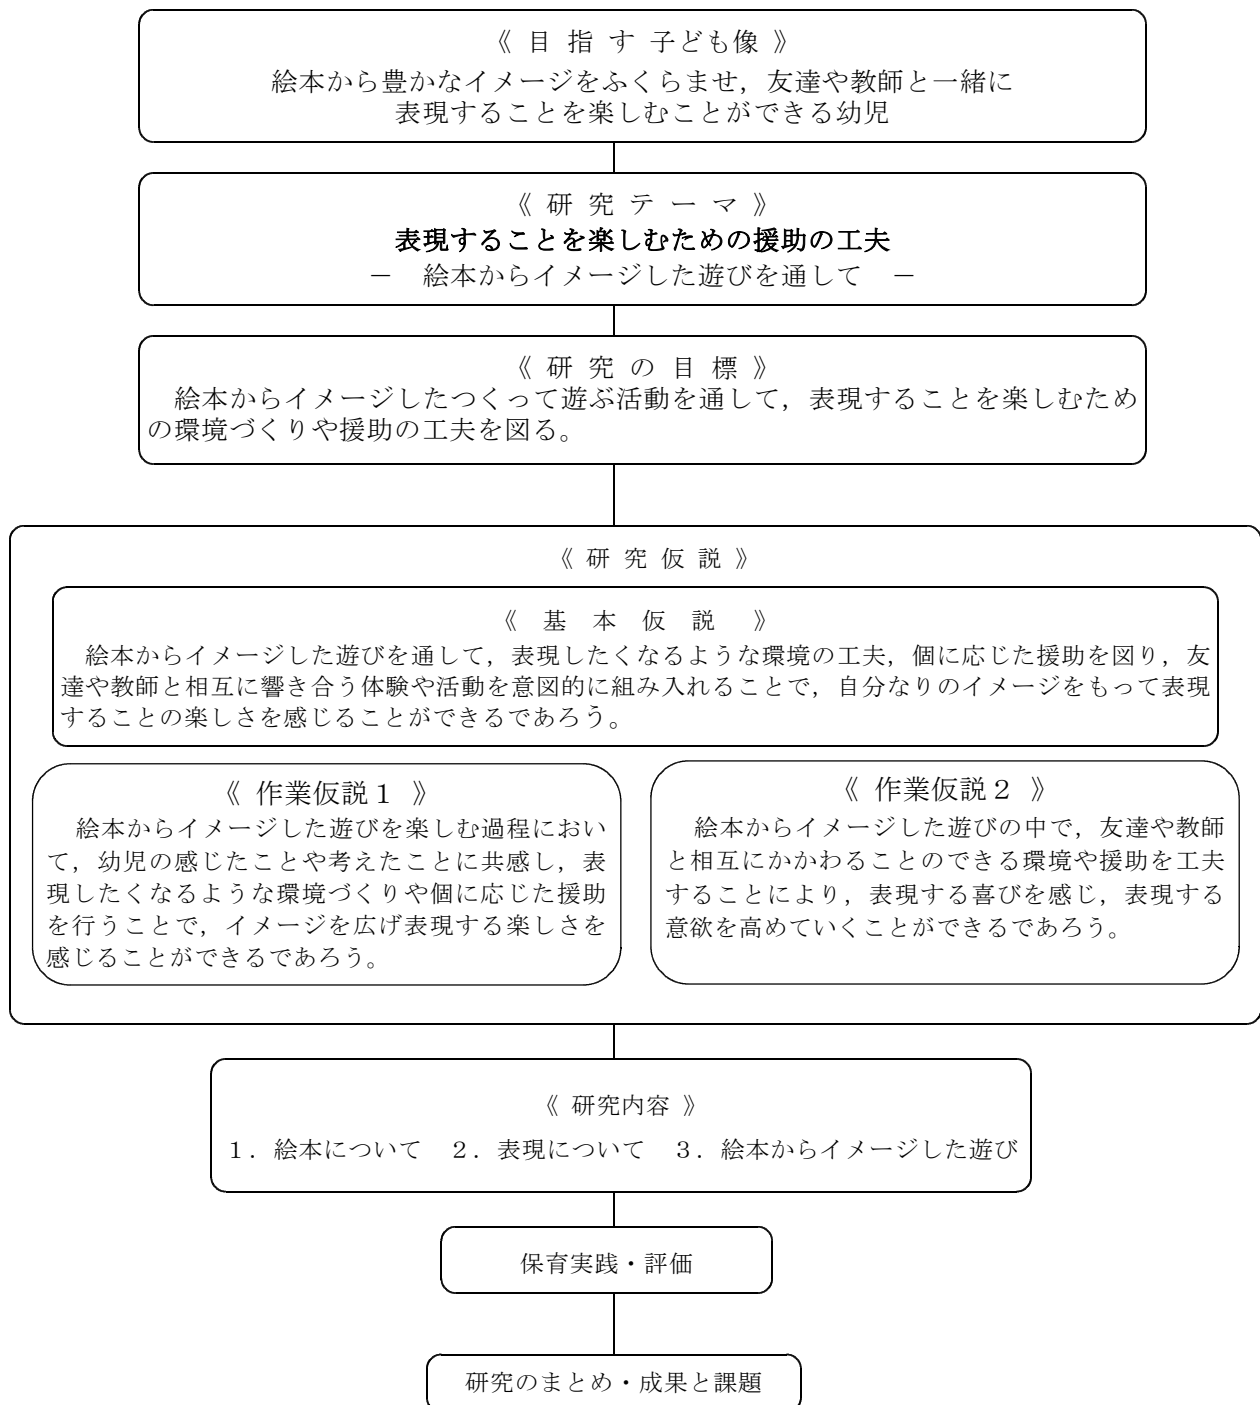 《 目 指 す 子ども像 》
絵本から豊かなイメージをふくらませ，友達や教師と一緒に
表現することを楽しむことができる幼児
《 研 究 テ ー マ 》
表現することを楽しむための援助の工夫
－　絵本からイメージした遊びを通して　－
《 研 究 の 目 標 》
絵本からイメージしたつくって遊ぶ活動を通して，表現することを楽しむため
の環境づくりや援助の工夫を図る。
《 研 究 仮 説 》
《　基　本　仮　説　》
絵本からイメージした遊びを通して，表現したくなるような環境の工夫，個に応じた援助を図り，友
達や教師と相互に響き合う体験や活動を意図的に組み入れることで，自分なりのイメージをもって表現
することの楽しさを感じることができるであろう。
《 作業仮説１ 》
絵本からイメージした遊びを楽しむ過程におい
て，幼児の感じたことや考えたことに共感し，表
現したくなるような環境づくりや個に応じた援助
を行うことで，イメージを広げ表現する楽しさを
感じることができるであろう。
《 作業仮説２ 》
絵本からイメージした遊びの中で，友達や教師
と相互にかかわることのできる環境や援助を工夫
することにより，表現する喜びを感じ，表現する
意欲を高めていくことができるであろう。
《 研究内容 》
１．絵本について　２．表現について　３．絵本からイメージした遊び
保育実践・評価
研究のまとめ・成果と課題